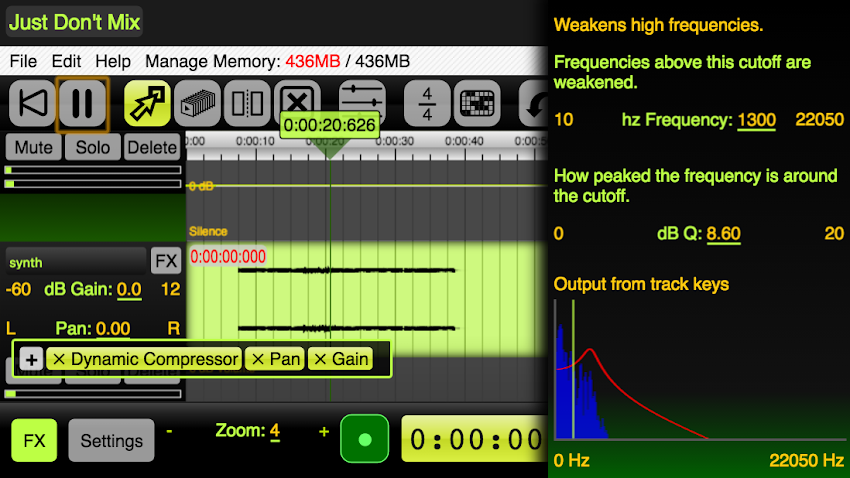 Just Don't Mix
File Edit Help Manage Memory: 436MB / 436MB
4
4
0:00:20:626
Mute Solo Delete
0:00 0:00:10 0:00:20 0:00:30 0:00:40 0:00:5
0 dB
Silence
synth FX
0:00:00:000
-60 dB Gain: 0.0 12
L Pan: 0.00 R
+ × Dynamic Compressor × Pan × Gain
FX Settings - Zoom: 4 + 0:00:00
Weakens high frequencies.
Frequencies above this cutoff are
weakened.
10 hz Frequency: 1300 22050
How peaked the frequency is around
the cutoff.
0 dB Q: 8.60 20
Output from track keys
0 Hz 22050 Hz